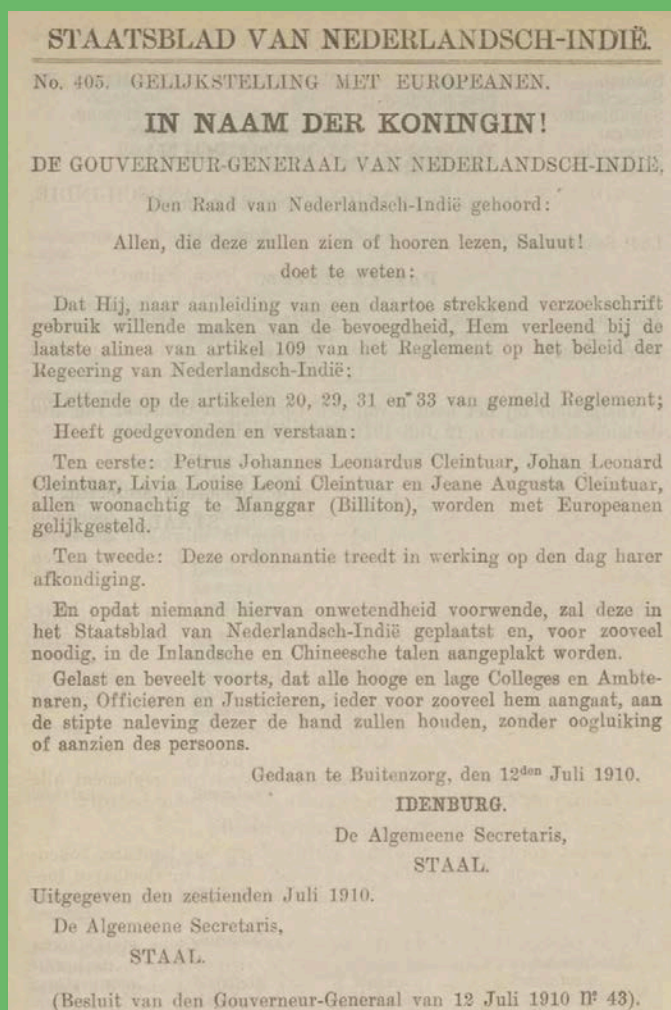 STAATSBLAD VAN NEDERLANDSCH-INDIË.
No. 405. GELIJKSTELLING MET EUROPEANEN.
IN NAAM DER KONINGIN!
DE GOUVERNEUR-GENERAAL VAN NEDERLANDSCH-INDIË,
Den Raad van Nederlandsch-Indië gehoord:
Allen, die deze zullen zien of hooren lezen, Saluut!
doet te weten:
Dat Hij, naar aanleiding van een daartoe strekkend verzoekschrift
gebruik willende maken van de bevoegdheid, Hem verleend bij de
laatste alinea van artikel 109 van het Reglement op het beleid der
Regeering van Nederlandsch-Indië;
Lettende op de artikelen 20, 29, 31 en 33 van gemeld Reglement;
Heeft goedgevonden en verstaan:
Ten eerste: Petrus Johannes Leonardus Cleintuar, Johan Leonard
Cleintuar, Livia Louise Leoni Cleintuar en Jeane Augusta Cleintuar,
allen woonachtig te Manggar (Billiton), worden met Europeanen
gelijkgesteld.
Ten tweede: Deze ordonnantie treedt in werking op den dag harer
afkondiging.
En opdat niemand hiervan onwetendheid voorwende, zal deze in
het Staatsblad van Nederlandsch-Indië geplaatst en, voor zooveel
noodig, in de Inlandsche en Chineesche talen aangeplakt worden.
Gelast en beveelt voorts, dat alle hooge en lage Colleges en Ambte-
naren, Officieren en Justicieren, ieder voor zooveel hem aangaat, aan
de stipte naleving dezer de hand zullen houden, zonder oogluiking
of aanzien des persoons.
Gedaan te Buitenzorg, den 12den Juli 1910.
IDENBURG.
De Algemeene Secretaris,
STAAL.
Uitgegeven den zestienden Juli 1910.
De Algemeene Secretaris,
STAAL.
(Besluit van den Gouverneur-Generaal van 12 Juli 1910 Nº 43).